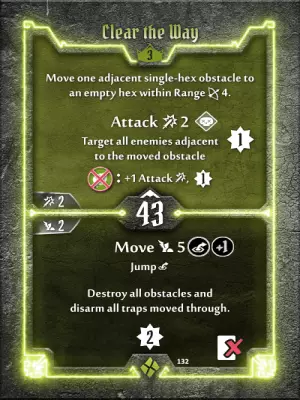 Clear the Way
3
Move one adjacent single-hex obstacle to
an empty hex within Range 4.
Attack 2
Target all enemies adjacent
to the moved obstacle
1
: +1 Attack, 1
2
43
2
Move 5 +1
Jump
Destroy all obstacles and
disarm all traps moved through.
2
132